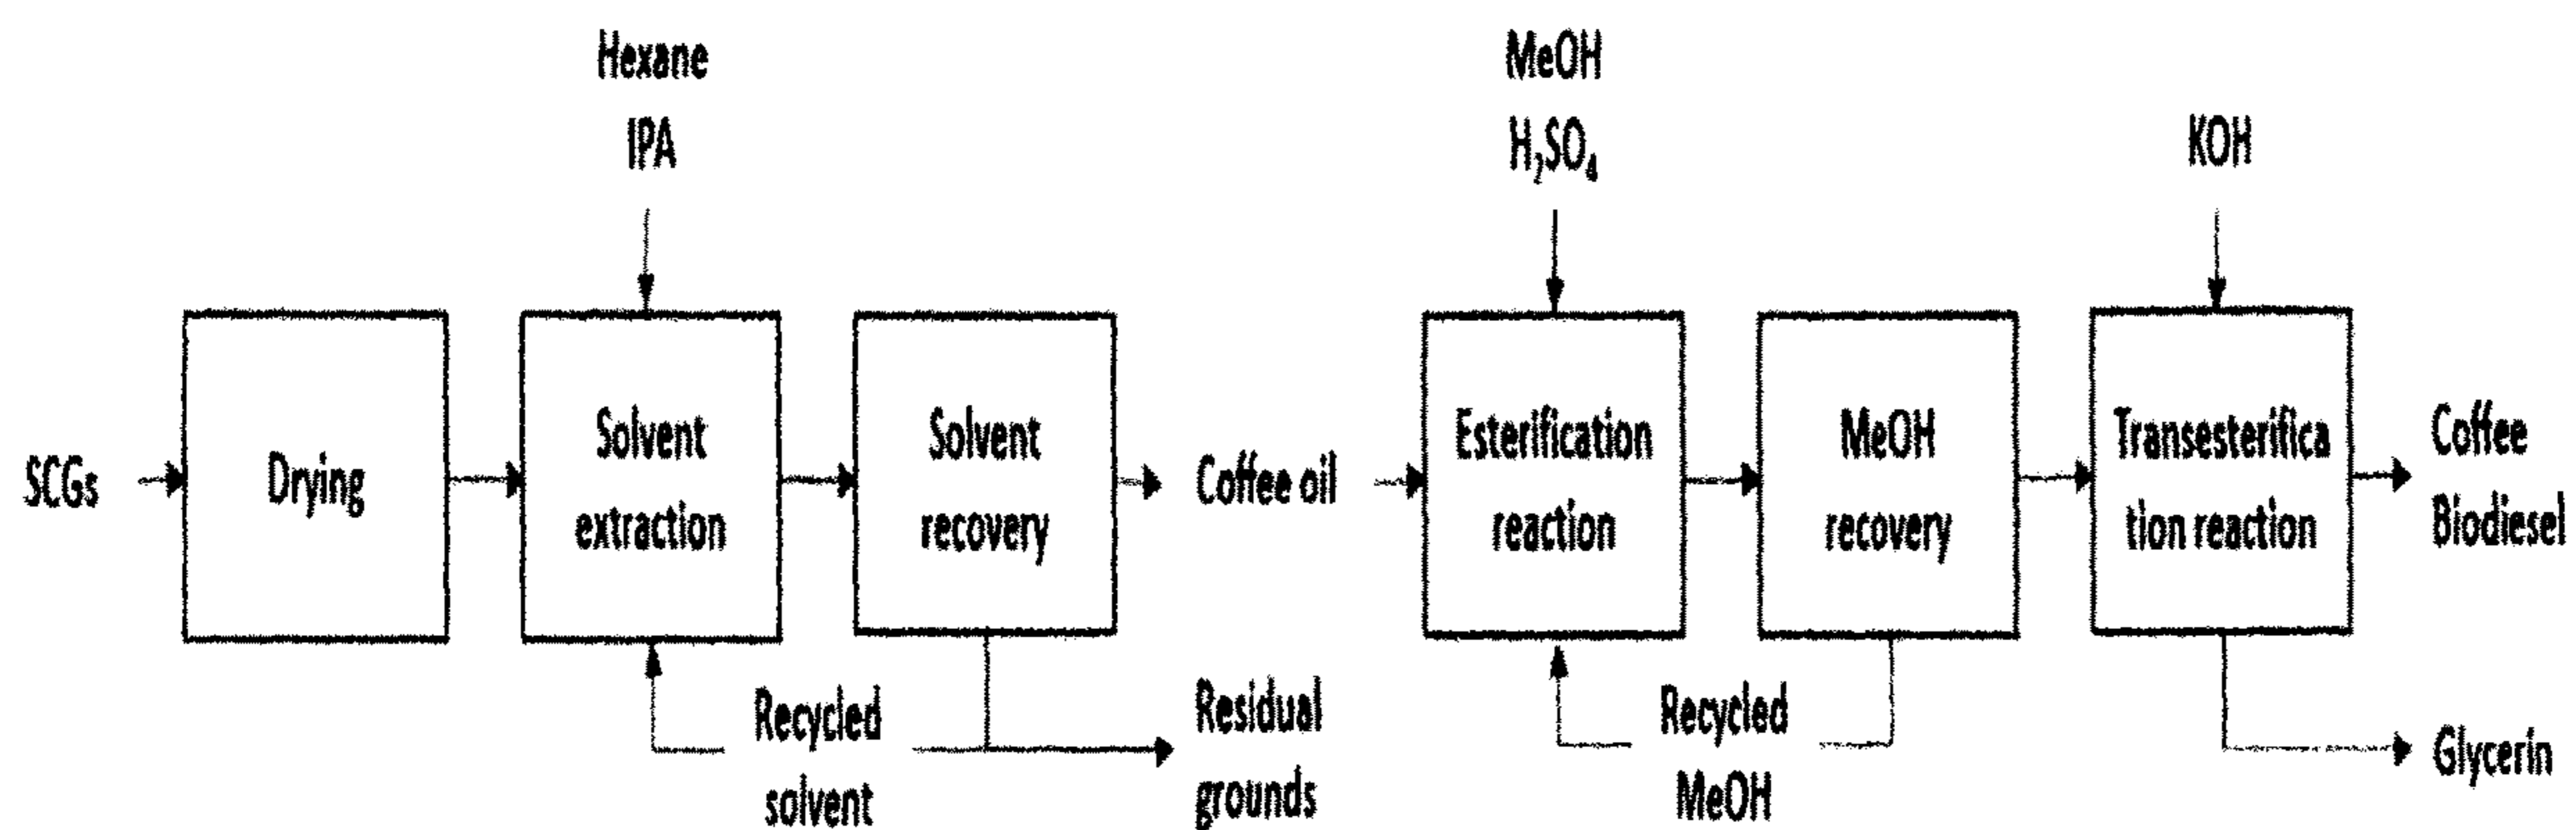 Hexane
IPA
MeOH
H₂SO₄
KOH
SCGs
Drying
Solvent
extraction
Solvent
recovery
Coffee oil
Esterification
reaction
MeOH
recovery
Transesterifica
tion reaction
Coffee
Biodiesel
Recycled
solvent
Residual
grounds
Recycled
MeOH
Glycerin